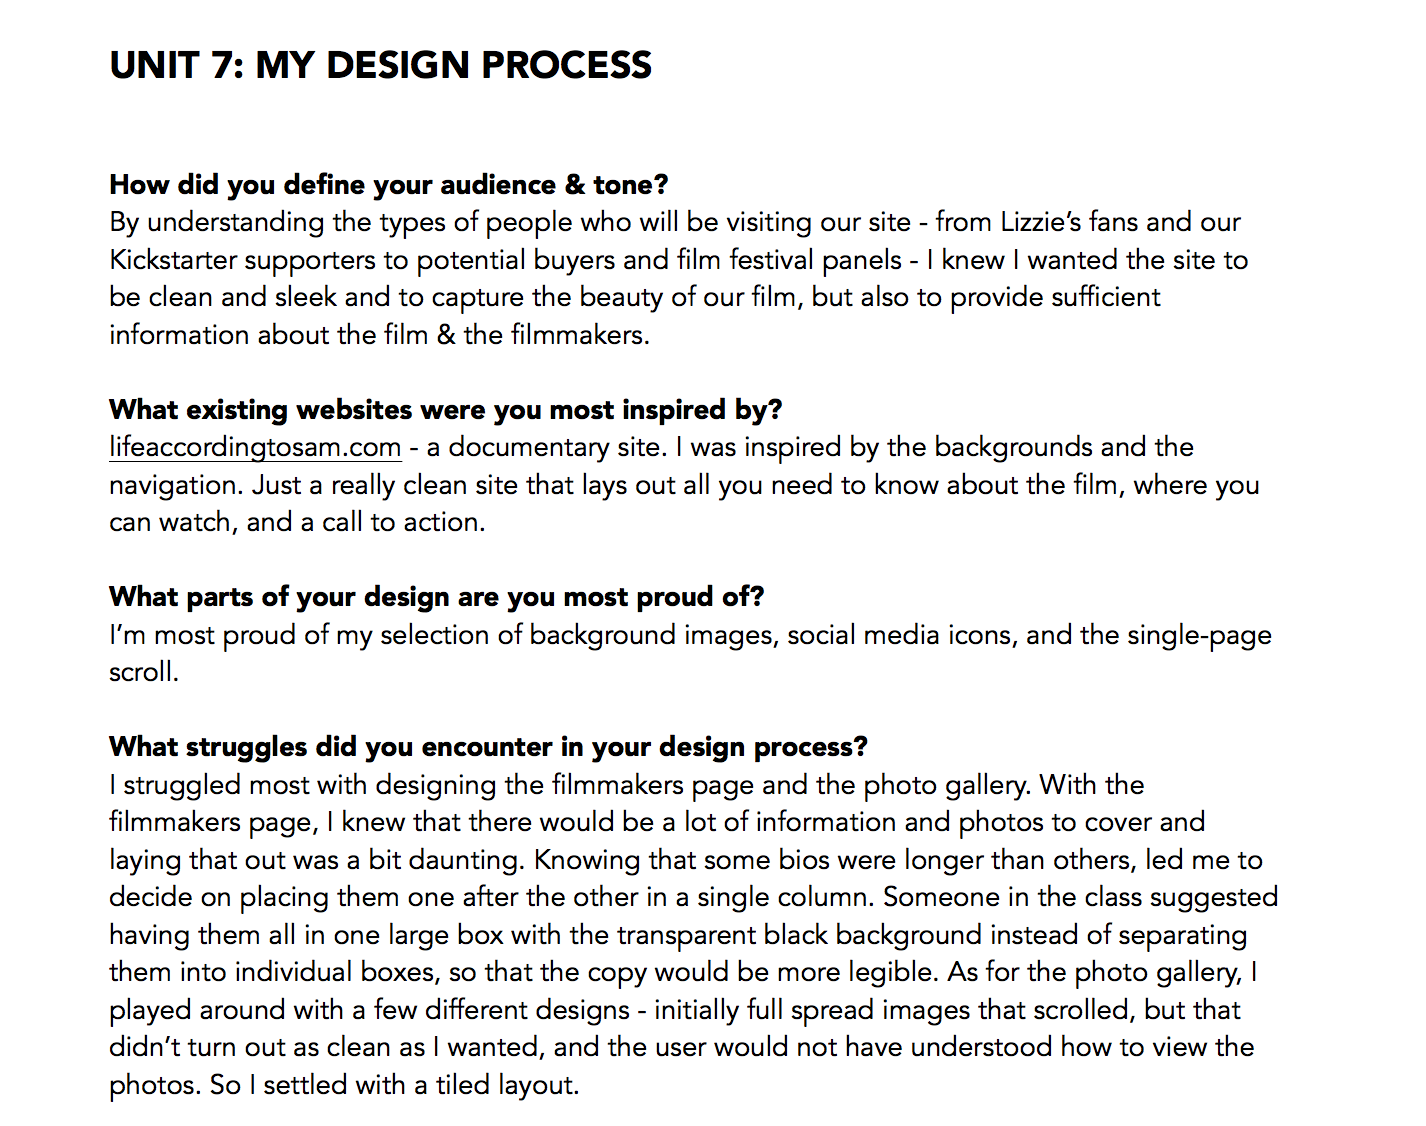 UNIT 7: MY DESIGN PROCESS
How did you define your audience & tone?
By understanding the types of people who will be visiting our site - from Lizzie’s fans and our
Kickstarter supporters to potential buyers and film festival panels - I knew I wanted the site to
be clean and sleek and to capture the beauty of our film, but also to provide sufficient
information about the film & the filmmakers.
What existing websites were you most inspired by?
lifeaccordingtosam.com - a documentary site. I was inspired by the backgrounds and the
navigation. Just a really clean site that lays out all you need to know about the film, where you
can watch, and a call to action.
What parts of your design are you most proud of?
I’m most proud of my selection of background images, social media icons, and the single-page
scroll.
What struggles did you encounter in your design process?
I struggled most with designing the filmmakers page and the photo gallery. With the
filmmakers page, I knew that there would be a lot of information and photos to cover and
laying that out was a bit daunting. Knowing that some bios were longer than others, led me to
decide on placing them one after the other in a single column. Someone in the class suggested
having them all in one large box with the transparent black background instead of separating
them into individual boxes, so that the copy would be more legible. As for the photo gallery, I
played around with a few different designs - initially full spread images that scrolled, but that
didn’t turn out as clean as I wanted, and the user would not have understood how to view the
photos. So I settled with a tiled layout.